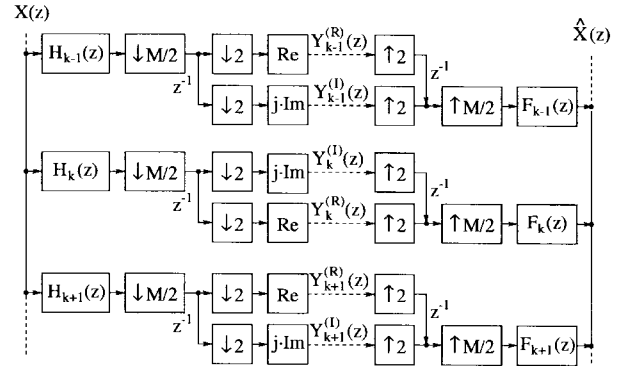 X(z)
X̂(z)
H_{k-1}(z) ↓M/2 ↓2 Re Y_{k-1}^{(R)}(z) ↑2
z^{-1} z^{-1}
↓2 j·Im Y_{k-1}^{(I)}(z) ↑2 ↑M/2 F_{k-1}(z)
H_k(z) ↓M/2 ↓2 j·Im Y_k^{(I)}(z) ↑2
z^{-1} z^{-1}
↓2 Re Y_k^{(R)}(z) ↑2 ↑M/2 F_k(z)
H_{k+1}(z) ↓M/2 ↓2 Re Y_{k+1}^{(R)}(z) ↑2
z^{-1} z^{-1}
↓2 j·Im Y_{k+1}^{(I)}(z) ↑2 ↑M/2 F_{k+1}(z)